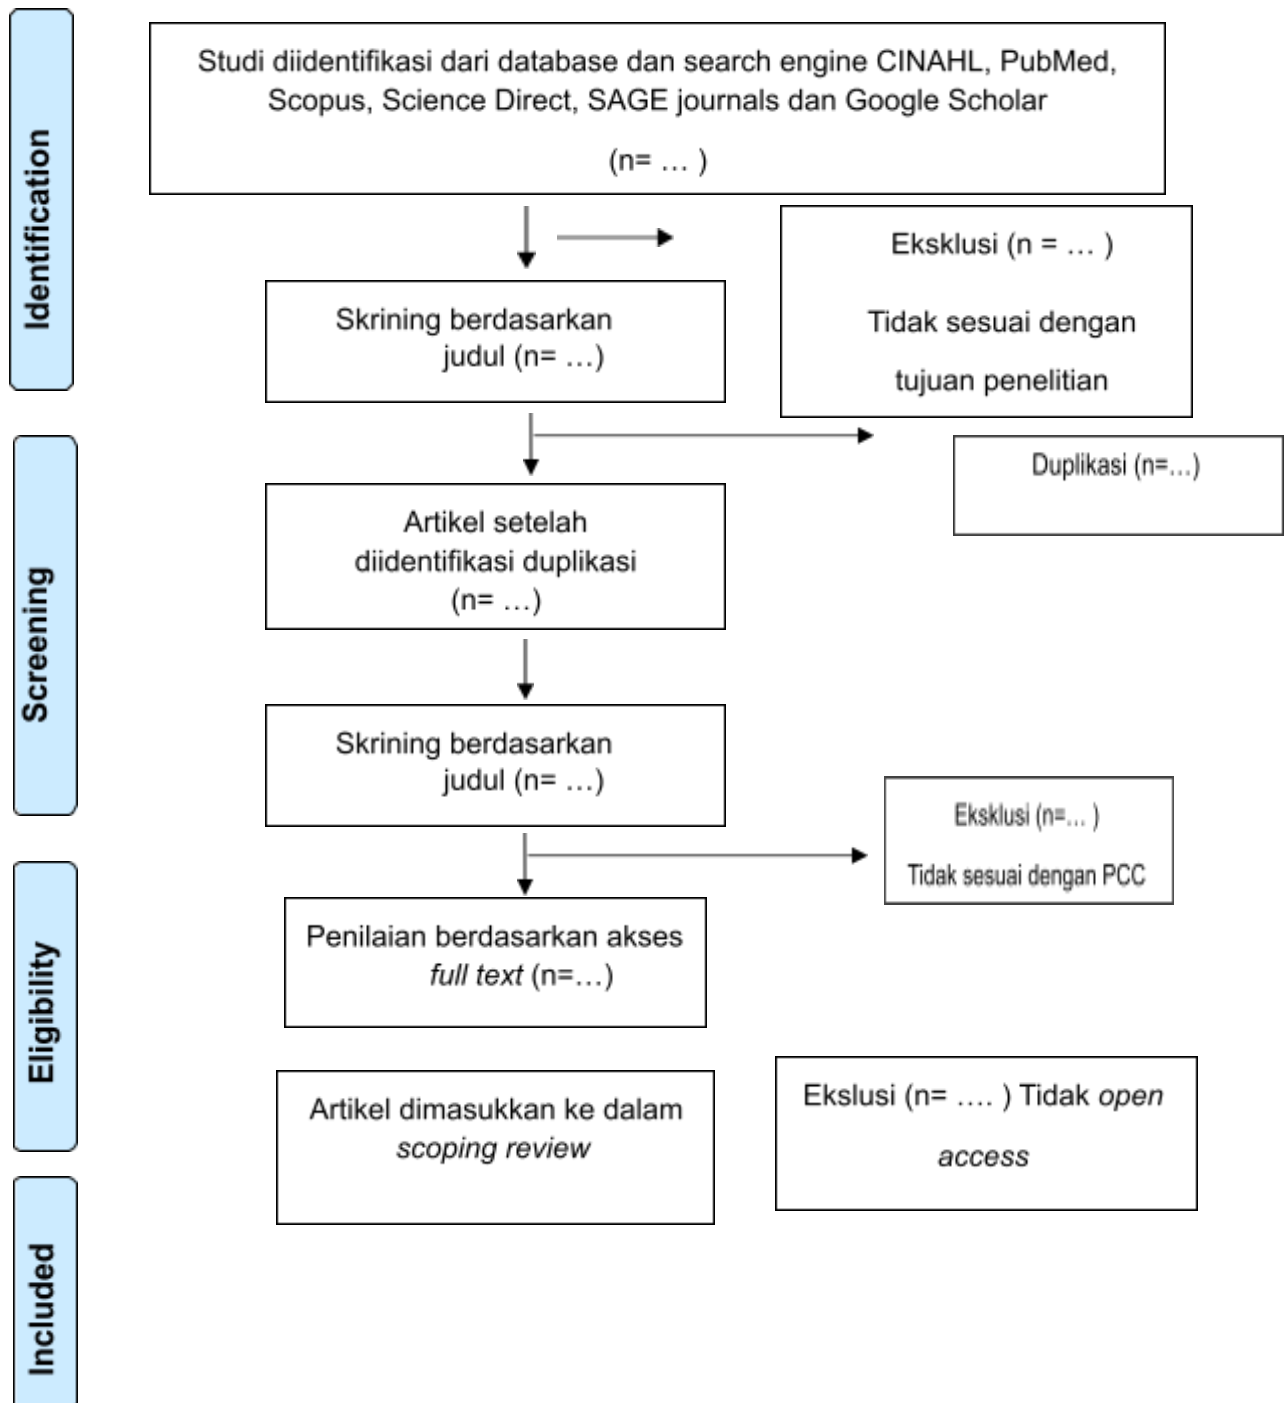 Identification
Studi diidentifikasi dari database dan search engine CINAHL, PubMed,
Scopus, Science Direct, SAGE journals dan Google Scholar
(n= … )
Eksklusi (n = … )
Tidak sesuai dengan
tujuan penelitian
Skrining berdasarkan
judul (n= …)
Screening
Duplikasi (n=…)
Artikel setelah
diidentifikasi duplikasi
(n= …)
Skrining berdasarkan
judul (n= …)
Eksklusi (n=… )
Tidak sesuai dengan PCC
Eligibility
Penilaian berdasarkan akses
full text (n=…)
Artikel dimasukkan ke dalam
scoping review
Ekslusi (n= …. ) Tidak open
access
Included